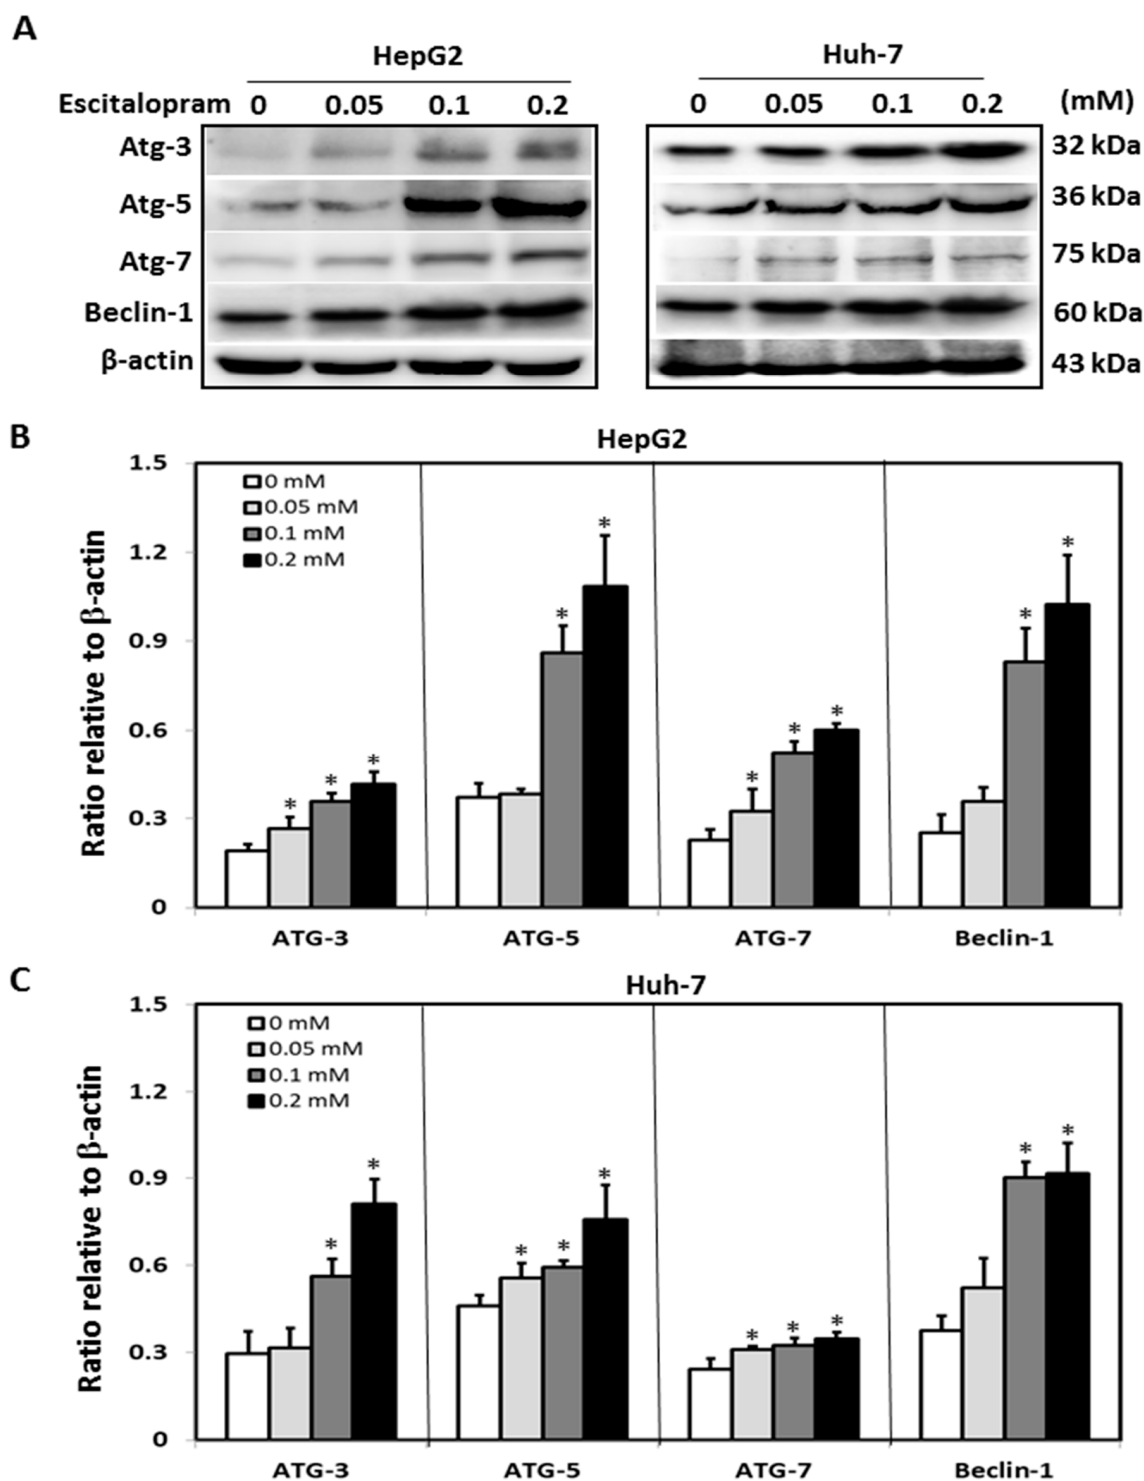 A
HepG2
Huh-7
Escitalopram 0 0.05 0.1 0.2 0 0.05 0.1 0.2 (mM)
Atg-3 32 kDa
Atg-5 36 kDa
Atg-7 75 kDa
Beclin-1 60 kDa
β-actin 43 kDa
B
HepG2
Ratio relative to β-actin
1.5
1.2
0.9
0.6
0.3
0
0 mM
0.05 mM
0.1 mM
0.2 mM
* * * * * * * * * *
ATG-3 ATG-5 ATG-7 Beclin-1
C
Huh-7
Ratio relative to β-actin
1.5
1.2
0.9
0.6
0.3
0
0 mM
0.05 mM
0.1 mM
0.2 mM
* * * * * * * * * *
ATG-3 ATG-5 ATG-7 Beclin-1